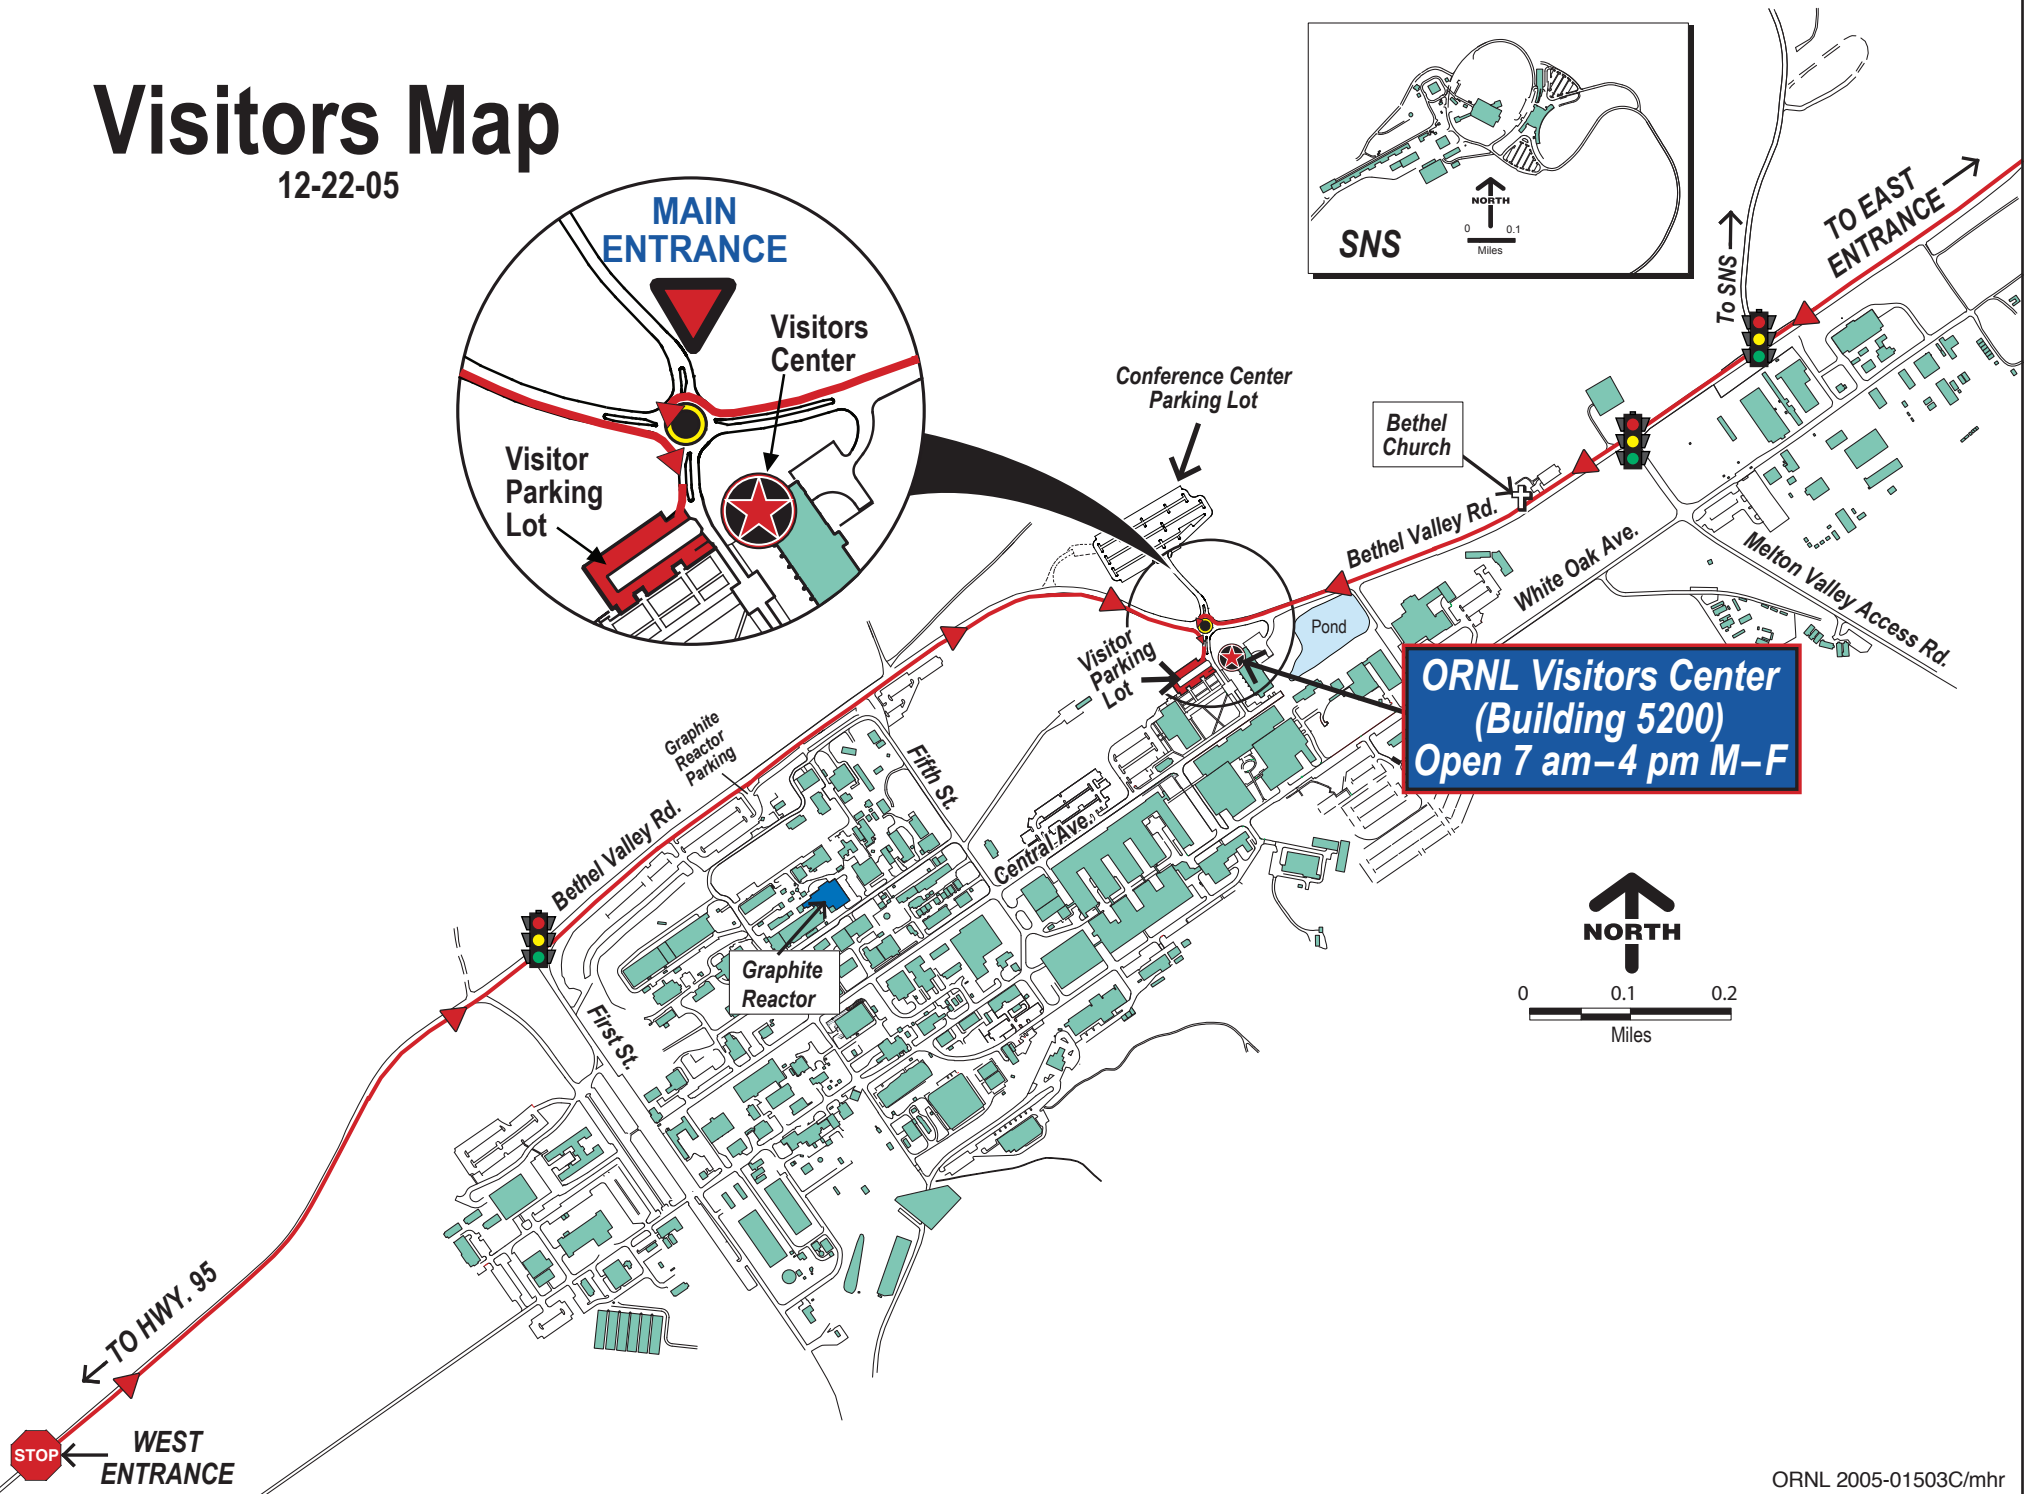 Visitors Map
12-22-05
MAIN
ENTRANCE
Visitors
Center
Visitor
Parking
Lot
SNS
NORTH
0 0.1
Miles
To SNS
TO EAST
ENTRANCE
Conference Center
Parking Lot
Bethel
Church
Bethel Valley Rd.
White Oak Ave.
Melton Valley Access Rd.
Pond
Visitor
Parking
Lot
ORNL Visitors Center
(Building 5200)
Open 7 am–4 pm M–F
Graphite
Reactor
Parking
Fifth St.
Bethel Valley Rd.
Central Ave.
Graphite
Reactor
First St.
NORTH
0 0.1 0.2
Miles
TO HWY. 95
STOP
WEST
ENTRANCE
ORNL 2005-01503C/mhr